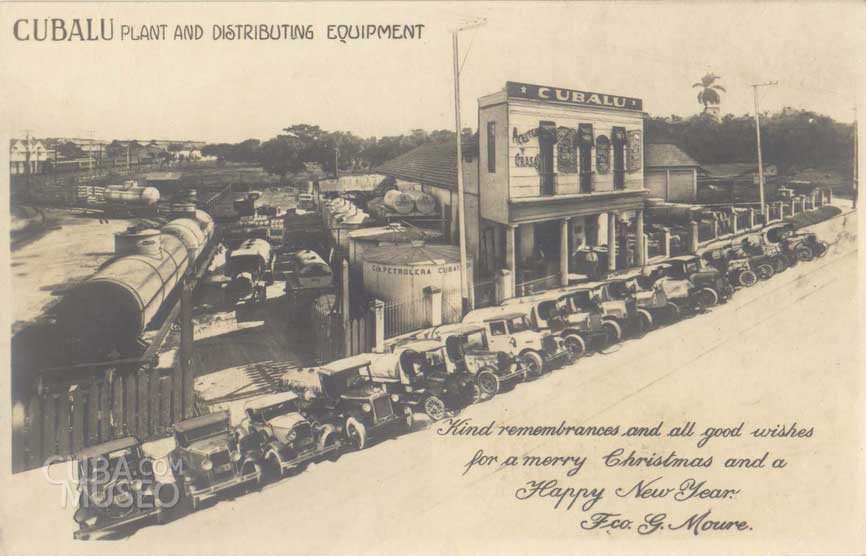 CUBALU PLANT AND DISTRIBUTING EQUIPMENT
★ CUBALU ★
ACEITES
Y
GRASAS
CIA PETROLERA CUBA
Kind remembrances and all good wishes
for a merry Christmas and a
Happy New Year.
Fco. G. Moure.
CUBA.COM
MUSEO